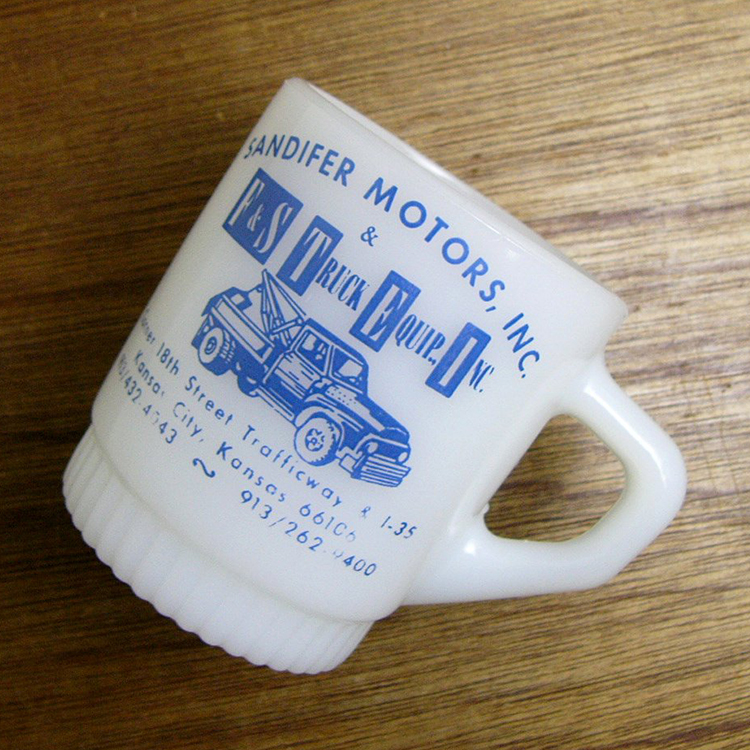 SANDIFER MOTORS, INC.
&
F&S TRUCK EQUIP., INC.
18th Street Trafficway & I-35
Kansas City, Kansas 66106
~ 913/262-